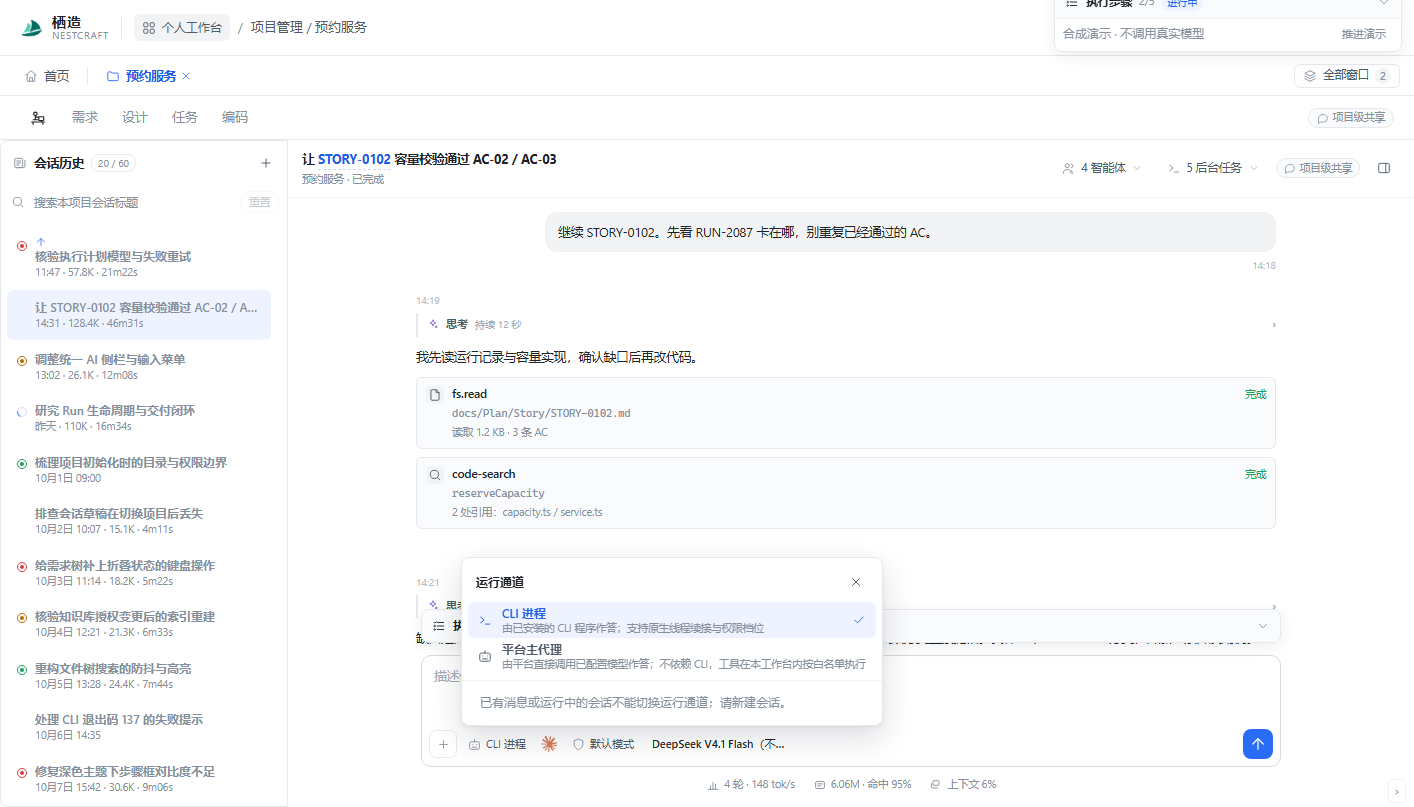 栖造
NESTCRAFT
个人工作台 / 项目管理 / 预约服务
执行步骤 2/5 进行中
合成演示 · 不调用真实模型 推进演示
首页 预约服务 ×
全部窗口 2
需求 设计 任务 编码
项目级共享
会话历史 20 / 60 +
搜索本项目会话标题 重置
核验执行计划模型与失败重试
11:47 · 57.8K · 21m22s
让 STORY-0102 容量校验通过 AC-02 / A...
14:31 · 128.4K · 46m31s
调整统一 AI 侧栏与输入菜单
13:02 · 26.1K · 12m08s
研究 Run 生命周期与交付闭环
昨天 · 110K · 16m34s
梳理项目初始化时的目录与权限边界
10月1日 09:00
排查会话草稿在切换项目后丢失
10月2日 10:07 · 15.1K · 4m11s
给需求树补上折叠状态的键盘操作
10月3日 11:14 · 18.2K · 5m22s
核验知识库授权变更后的索引重建
10月4日 12:21 · 21.3K · 6m33s
重构文件树搜索的防抖与高亮
10月5日 13:28 · 24.4K · 7m44s
处理 CLI 退出码 137 的失败提示
10月6日 14:35
修复深色主题下步骤框对比度不足
10月7日 15:42 · 30.6K · 9m06s
让 STORY-0102 容量校验通过 AC-02 / AC-03
预约服务 · 已完成
4 智能体 5 后台任务 项目级共享
继续 STORY-0102。先看 RUN-2087 卡在哪，别重复已经通过的 AC。
14:18
14:19
思考 持续 12 秒
我先读运行记录与容量实现，确认缺口后再改代码。
fs.read 完成
docs/Plan/Story/STORY-0102.md
读取 1.2 KB · 3 条 AC
code-search 完成
reserveCapacity
2 处引用：capacity.ts / service.ts
14:21
思考
运行通道
CLI 进程
由已安装的 CLI 程序作答；支持原生线程续接与权限档位
平台主代理
由平台直接调用已配置模型作答；不依赖 CLI，工具在本工作台内按白名单执行
已有消息或运行中的会话不能切换运行通道；请新建会话。
描述
CLI 进程 默认模式 DeepSeek V4.1 Flash（不...
4 轮 · 148 tok/s 6.06M · 命中 95% 上下文 6%